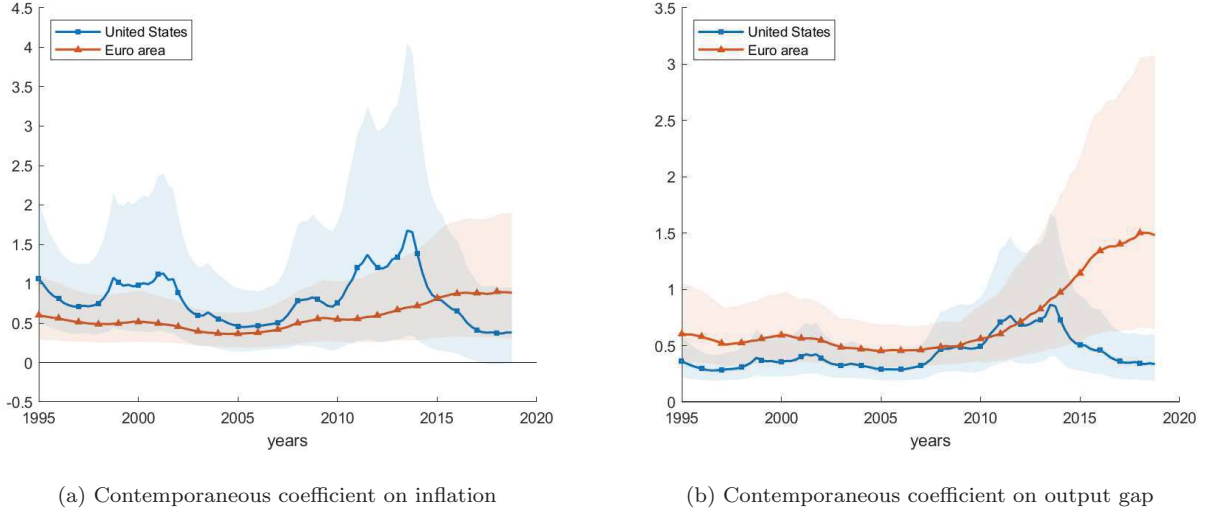 4.5
4
3.5
3
2.5
2
1.5
1
0.5
0
-0.5
United States
Euro area
1995 2000 2005 2010 2015 2020
years
3.5
3
2.5
2
1.5
1
0.5
0
United States
Euro area
1995 2000 2005 2010 2015 2020
years
(a) Contemporaneous coefficient on inflation
(b) Contemporaneous coefficient on output gap